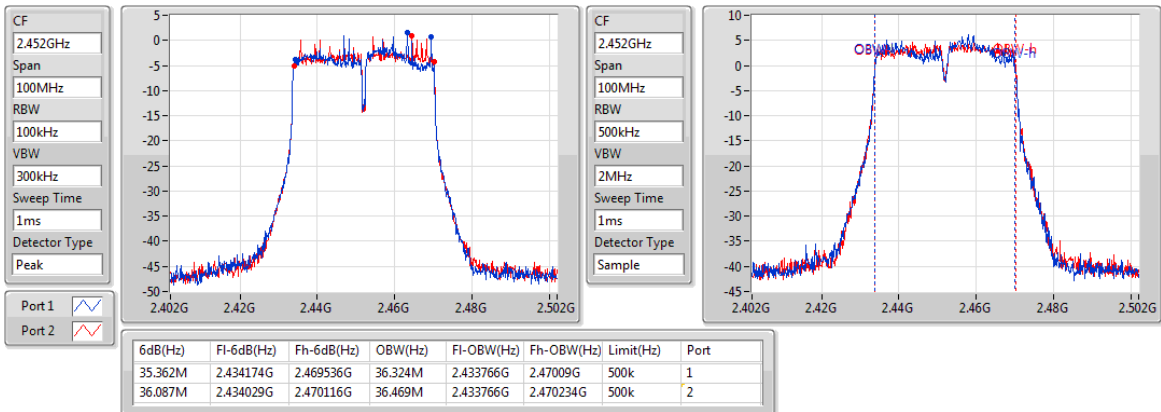 CF
2.452GHz
Span
100MHz
RBW
100kHz
VBW
300kHz
Sweep Time
1ms
Detector Type
Peak
Port 1
Port 2
5
0
-5
-10
-15
-20
-25
-30
-35
-40
-45
-50
2.402G 2.42G 2.44G 2.46G 2.48G 2.502G
CF
2.452GHz
Span
100MHz
RBW
500kHz
VBW
2MHz
Sweep Time
1ms
Detector Type
Sample
10
5
0
-5
-10
-15
-20
-25
-30
-35
-40
-45
2.402G 2.42G 2.44G 2.46G 2.48G 2.502G
6dB(Hz) Fl-6dB(Hz) Fh-6dB(Hz) OBW(Hz) Fl-OBW(Hz) Fh-OBW(Hz) Limit(Hz) Port
35.362M 2.434174G 2.469536G 36.324M 2.433766G 2.47009G 500k 1
36.087M 2.434029G 2.470116G 36.469M 2.433766G 2.470234G 500k 2